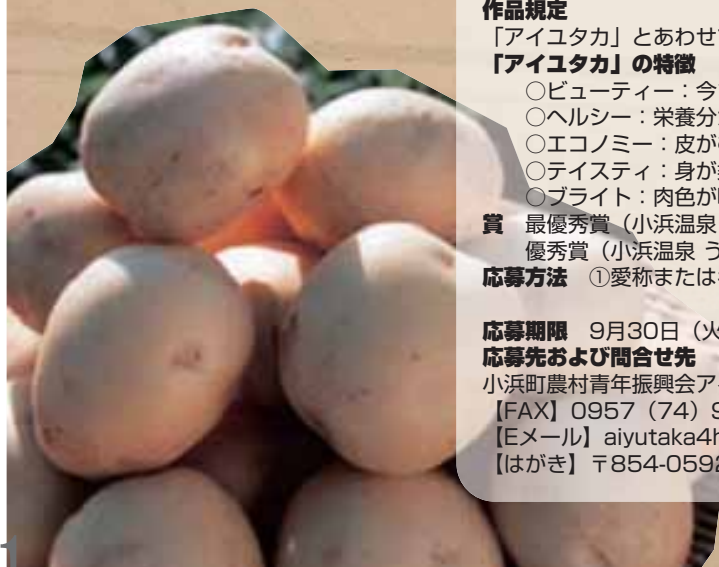 作品規定
「アイユタカ」とあわせ
「アイユタカ」の特徴
○ビューティー：今
○ヘルシー：栄養分
○エコノミー：皮が
○テイスティ：身が
○ブライト：肉色が
賞 最優秀賞（小浜温泉
優秀賞（小浜温泉 う
応募方法 ①愛称または
応募期限 9月30日（火
応募先および問合せ先
小浜町農村青年振興会ア
【FAX】0957（74）9
【Eメール】aiyutaka4h
【はがき】〒854-0592
1